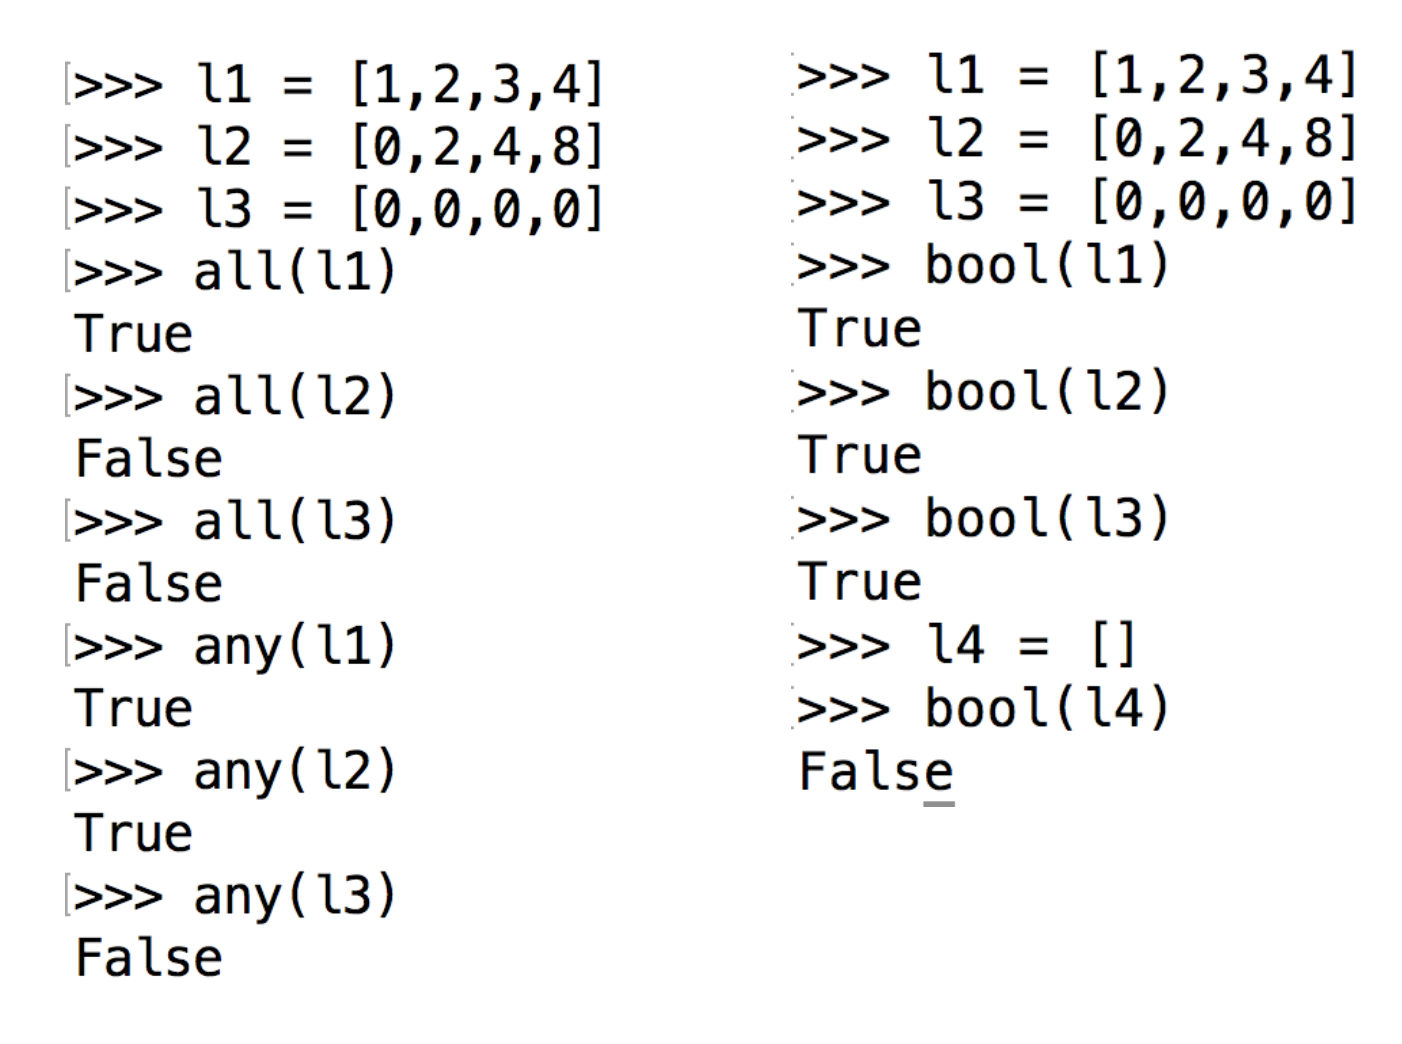 >>> l1 = [1,2,3,4]
>>> l2 = [0,2,4,8]
>>> l3 = [0,0,0,0]
>>> all(l1)
True
>>> all(l2)
False
>>> all(l3)
False
>>> any(l1)
True
>>> any(l2)
True
>>> any(l3)
False
>>> l1 = [1,2,3,4]
>>> l2 = [0,2,4,8]
>>> l3 = [0,0,0,0]
>>> bool(l1)
True
>>> bool(l2)
True
>>> bool(l3)
True
>>> l4 = []
>>> bool(l4)
False